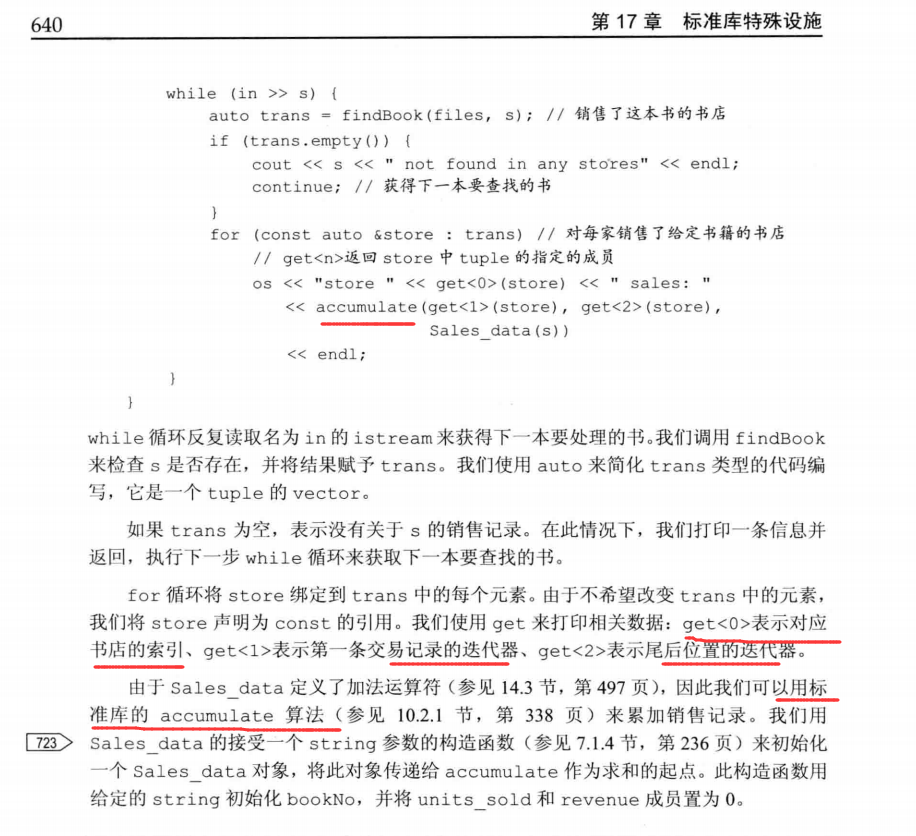 640
第 17 章 标准库特殊设施
while (in >> s) {
auto trans = findBook(files, s); // 销售了这本书的书店
if (trans.empty()) {
cout << s << " not found in any stores" << endl;
continue; // 获得下一本要查找的书
}
for (const auto &store : trans) // 对每家销售了给定书籍的书店
// get<n>返回 store 中 tuple 的指定的成员
os << "store " << get<0>(store) << " sales: "
<< accumulate(get<1>(store), get<2>(store),
Sales_data(s))
<< endl;
}
}
while 循环反复读取名为 in 的 istream 来获得下一本要处理的书。我们调用 findBook
来检查 s 是否存在，并将结果赋予 trans。我们使用 auto 来简化 trans 类型的代码编
写，它是一个 tuple 的 vector。
如果 trans 为空，表示没有关于 s 的销售记录。在此情况下，我们打印一条信息并
返回，执行下一步 while 循环来获取下一本要查找的书。
for 循环将 store 绑定到 trans 中的每个元素。由于不希望改变 trans 中的元素，
我们将 store 声明为 const 的引用。我们使用 get 来打印相关数据：get<0>表示对应
书店的索引、get<1>表示第一条交易记录的迭代器、get<2>表示尾后位置的迭代器。
由于 Sales_data 定义了加法运算符（参见 14.3 节，第 497 页），因此我们可以用标
准库的 accumulate 算法（参见 10.2.1 节，第 338 页）来累加销售记录。我们用
723 Sales_data 的接受一个 string 参数的构造函数（参见 7.1.4 节，第 236 页）来初始化
一个 Sales_data 对象，将此对象传递给 accumulate 作为求和的起点。此构造函数用
给定的 string 初始化 bookNo，并将 units_sold 和 revenue 成员置为 0。